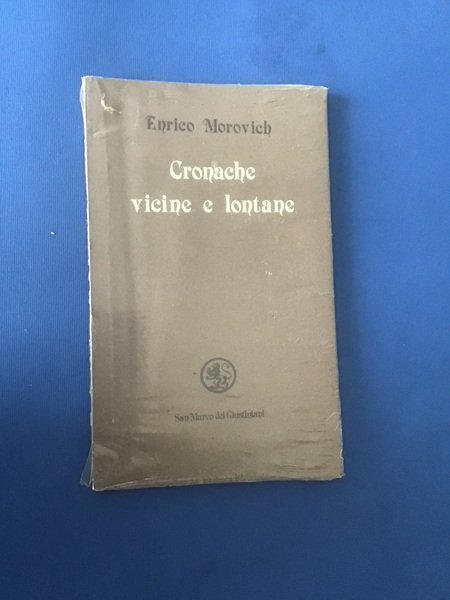 Enrico Morovich
Cronache
vicine e lontane
San Marco dei Giustiniani